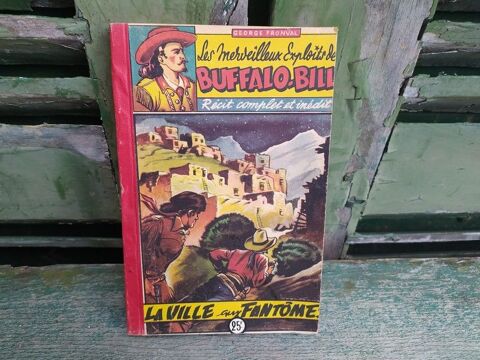 GEORGE FRONVAL
Les Merveilleux Exploits de
BUFFALO-BILL
Récit complet et inédit
LA VILLE aux FANTÔMES
25